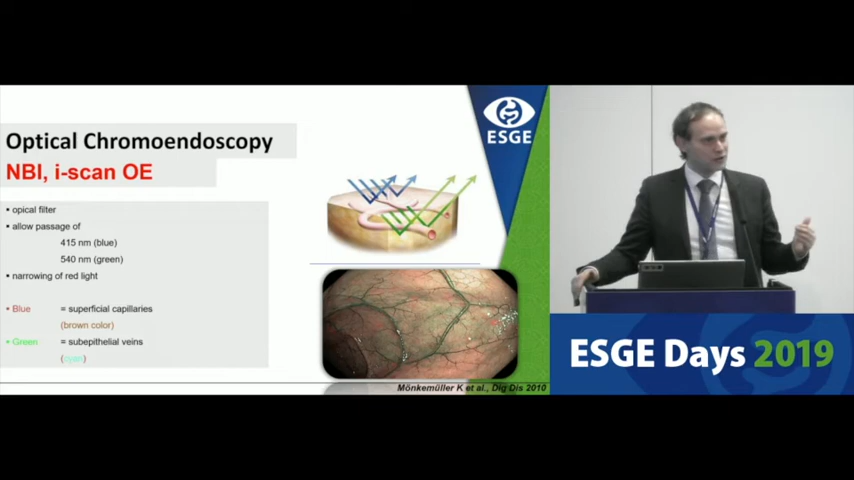 Optical Chromoendoscopy
NBI, i-scan OE
▪ opical filter
▪ allow passage of
415 nm (blue)
540 nm (green)
▪ narrowing of red light
▪ Blue = superficial capillaries
(brown color)
▪ Green = subepithelial veins
(cyan)
Mönkemüller K et al., Dig Dis 2010
ESGE
ESGE Days 2019